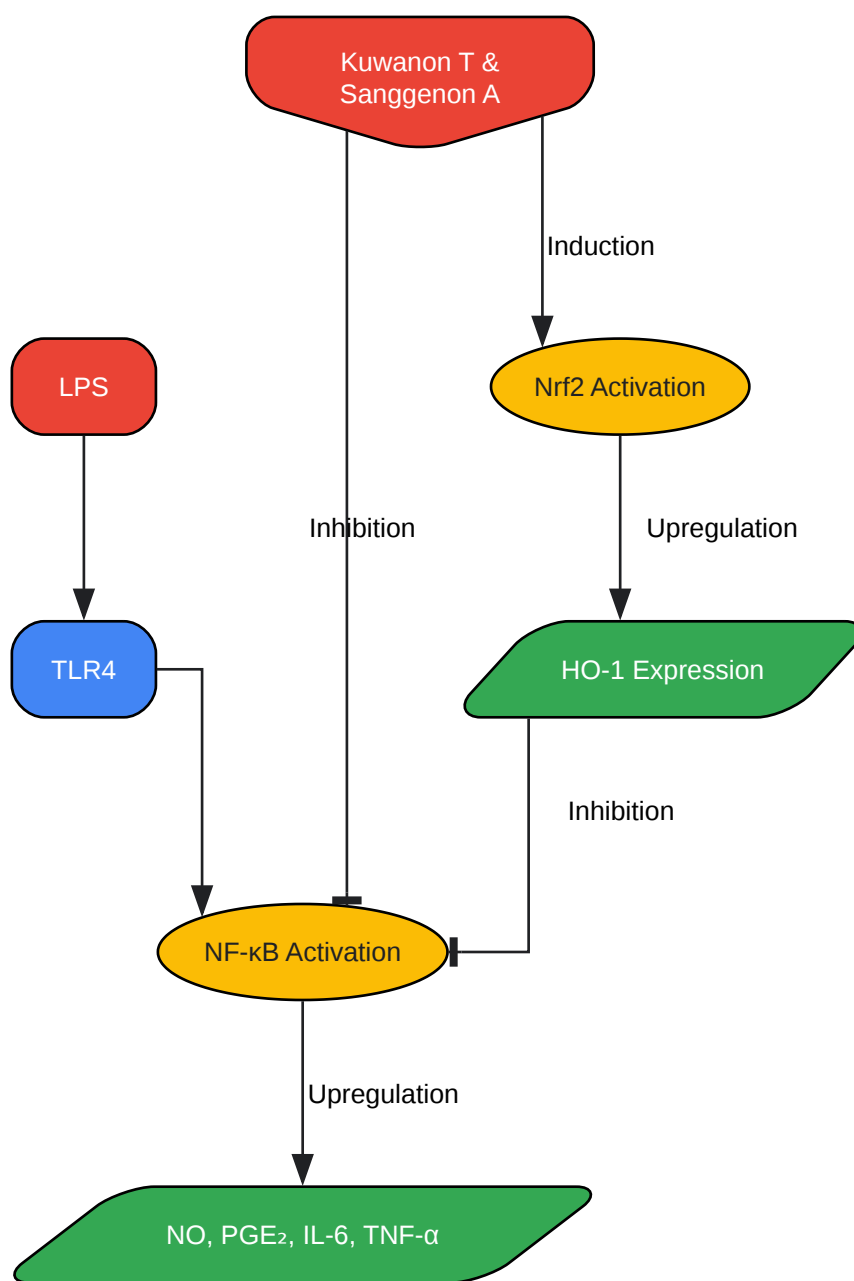 Kuwanon T &
Sanggenon A
Induction
LPS
Nrf2 Activation
Inhibition
Upregulation
TLR4
HO-1 Expression
Inhibition
NF-κB Activation
Upregulation
NO, PGE₂, IL-6, TNF-α